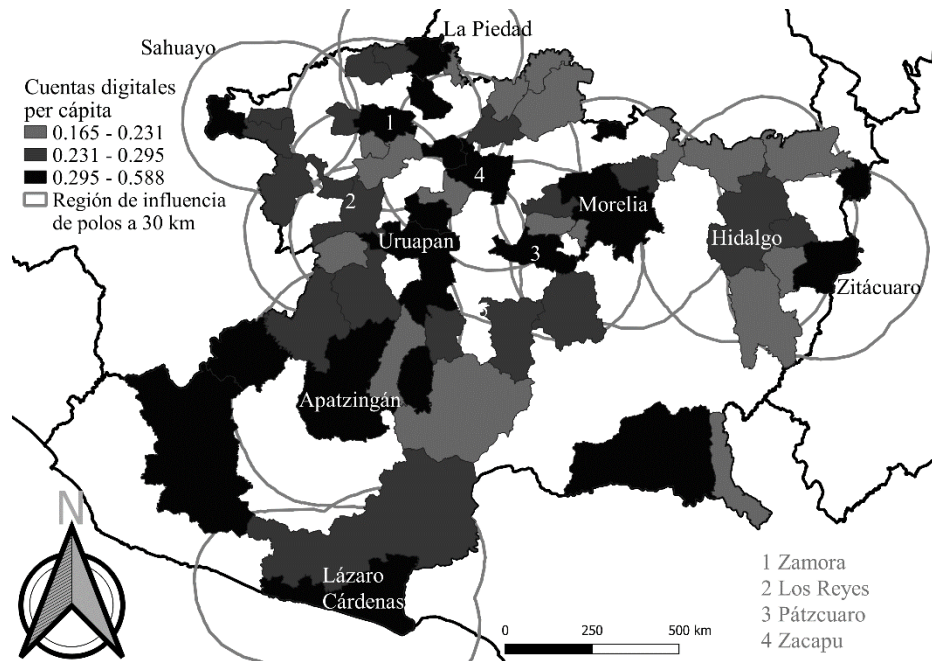 La Piedad
Sahuayo
Cuentas digitales
per cápita
0.165 - 0.231
0.231 - 0.295
0.295 - 0.588
Región de influencia
de polos a 30 km
1
4
2
Uruapan
3
Morelia
Hidalgo
Zitácuaro
Apatzingán
Lázaro
Cárdenas
N
1 Zamora
2 Los Reyes
3 Pátzcuaro
4 Zacapu
0 250 500 km